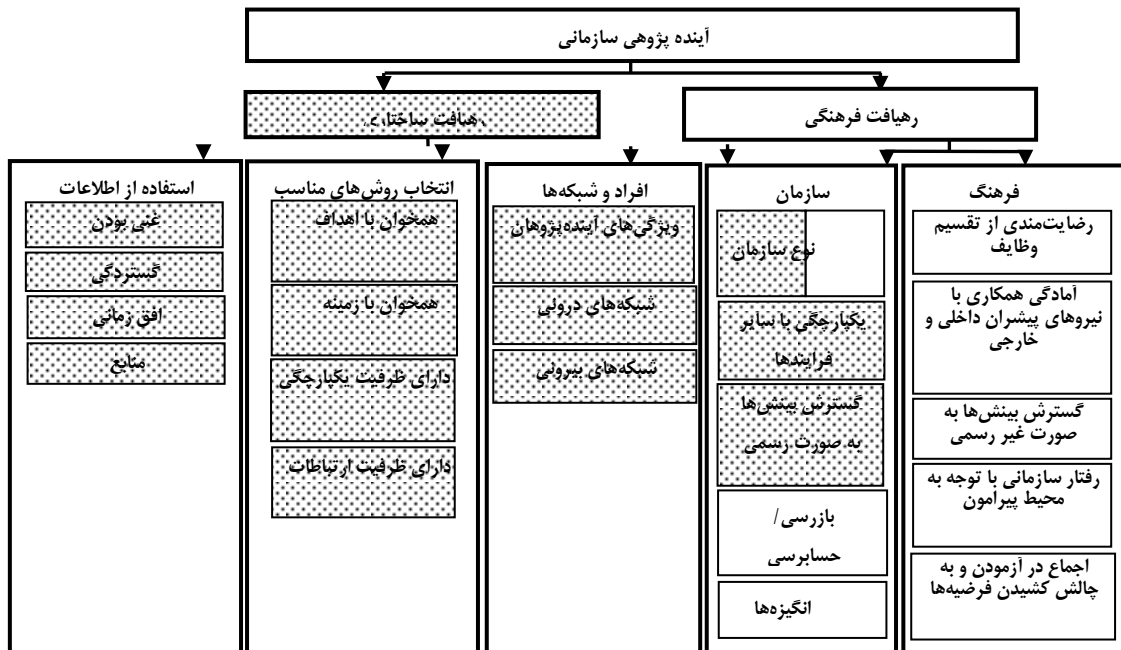 آینده پژوهی سازمانی
رهیافت فرهنگی
رهیافت ساختاری
فرهنگ
رضایت‌مندی از تقسیم
وظایف
آمادگی همکاری با
نیروهای پیشران داخلی و
خارجی
گسترش بینش‌ها به
صورت غیر رسمی
رفتار سازمانی با توجه به
محیط پیرامون
اجماع در آزمودن و به
چالش کشیدن فرضیه‌ها
سازمان
نوع سازمان
یکپارچگی با سایر
فرایندها
گسترش بینش‌ها
به صورت رسمی
بازرسی/
حسابرسی
انگیزه‌ها
افراد و شبکه‌ها
ویژگی‌های آینده‌پژوهان
شبکه‌های درونی
شبکه‌های بیرونی
انتخاب روش‌های مناسب
همخوان با اهداف
همخوان با زمینه
دارای ظرفیت یکپارچگی
دارای ظرفیت ارتباطات
استفاده از اطلاعات
غنی بودن
گستردگی
افق زمانی
منابع